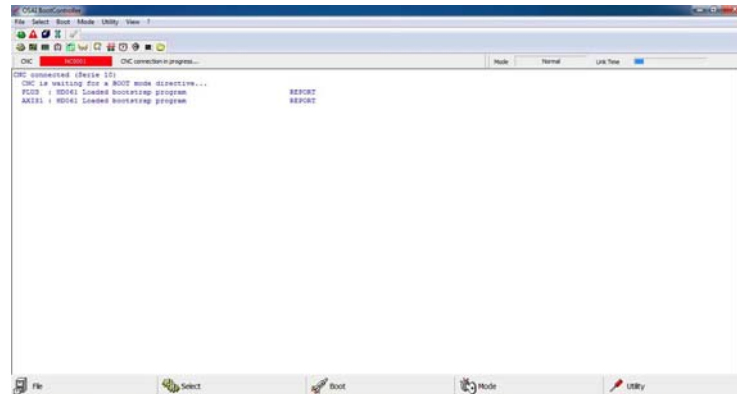 OSAI BootController
File Select Boot Mode Utility View ?
CNC NC0001 CNC connection in progress... Mode Normal Link Time
CNC connected (Serie 10)
CNC is waiting for a BOOT mode directive...
PLUS : HD061 Loaded bootstrap program REPORT
AXIS1 : HD061 Loaded bootstrap program REPORT
File Select Boot Mode Utility